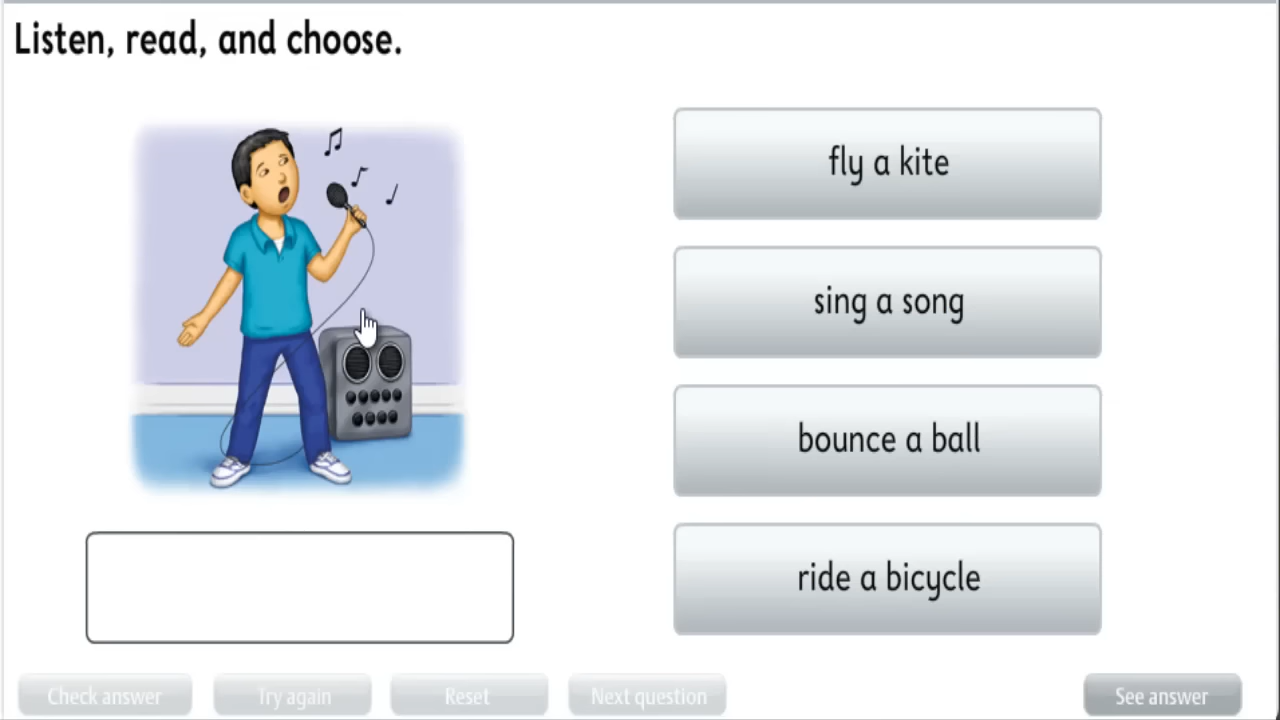 Listen, read, and choose.
fly a kite
sing a song
bounce a ball
ride a bicycle
Check answer
Try again
Reset
Next question
See answer